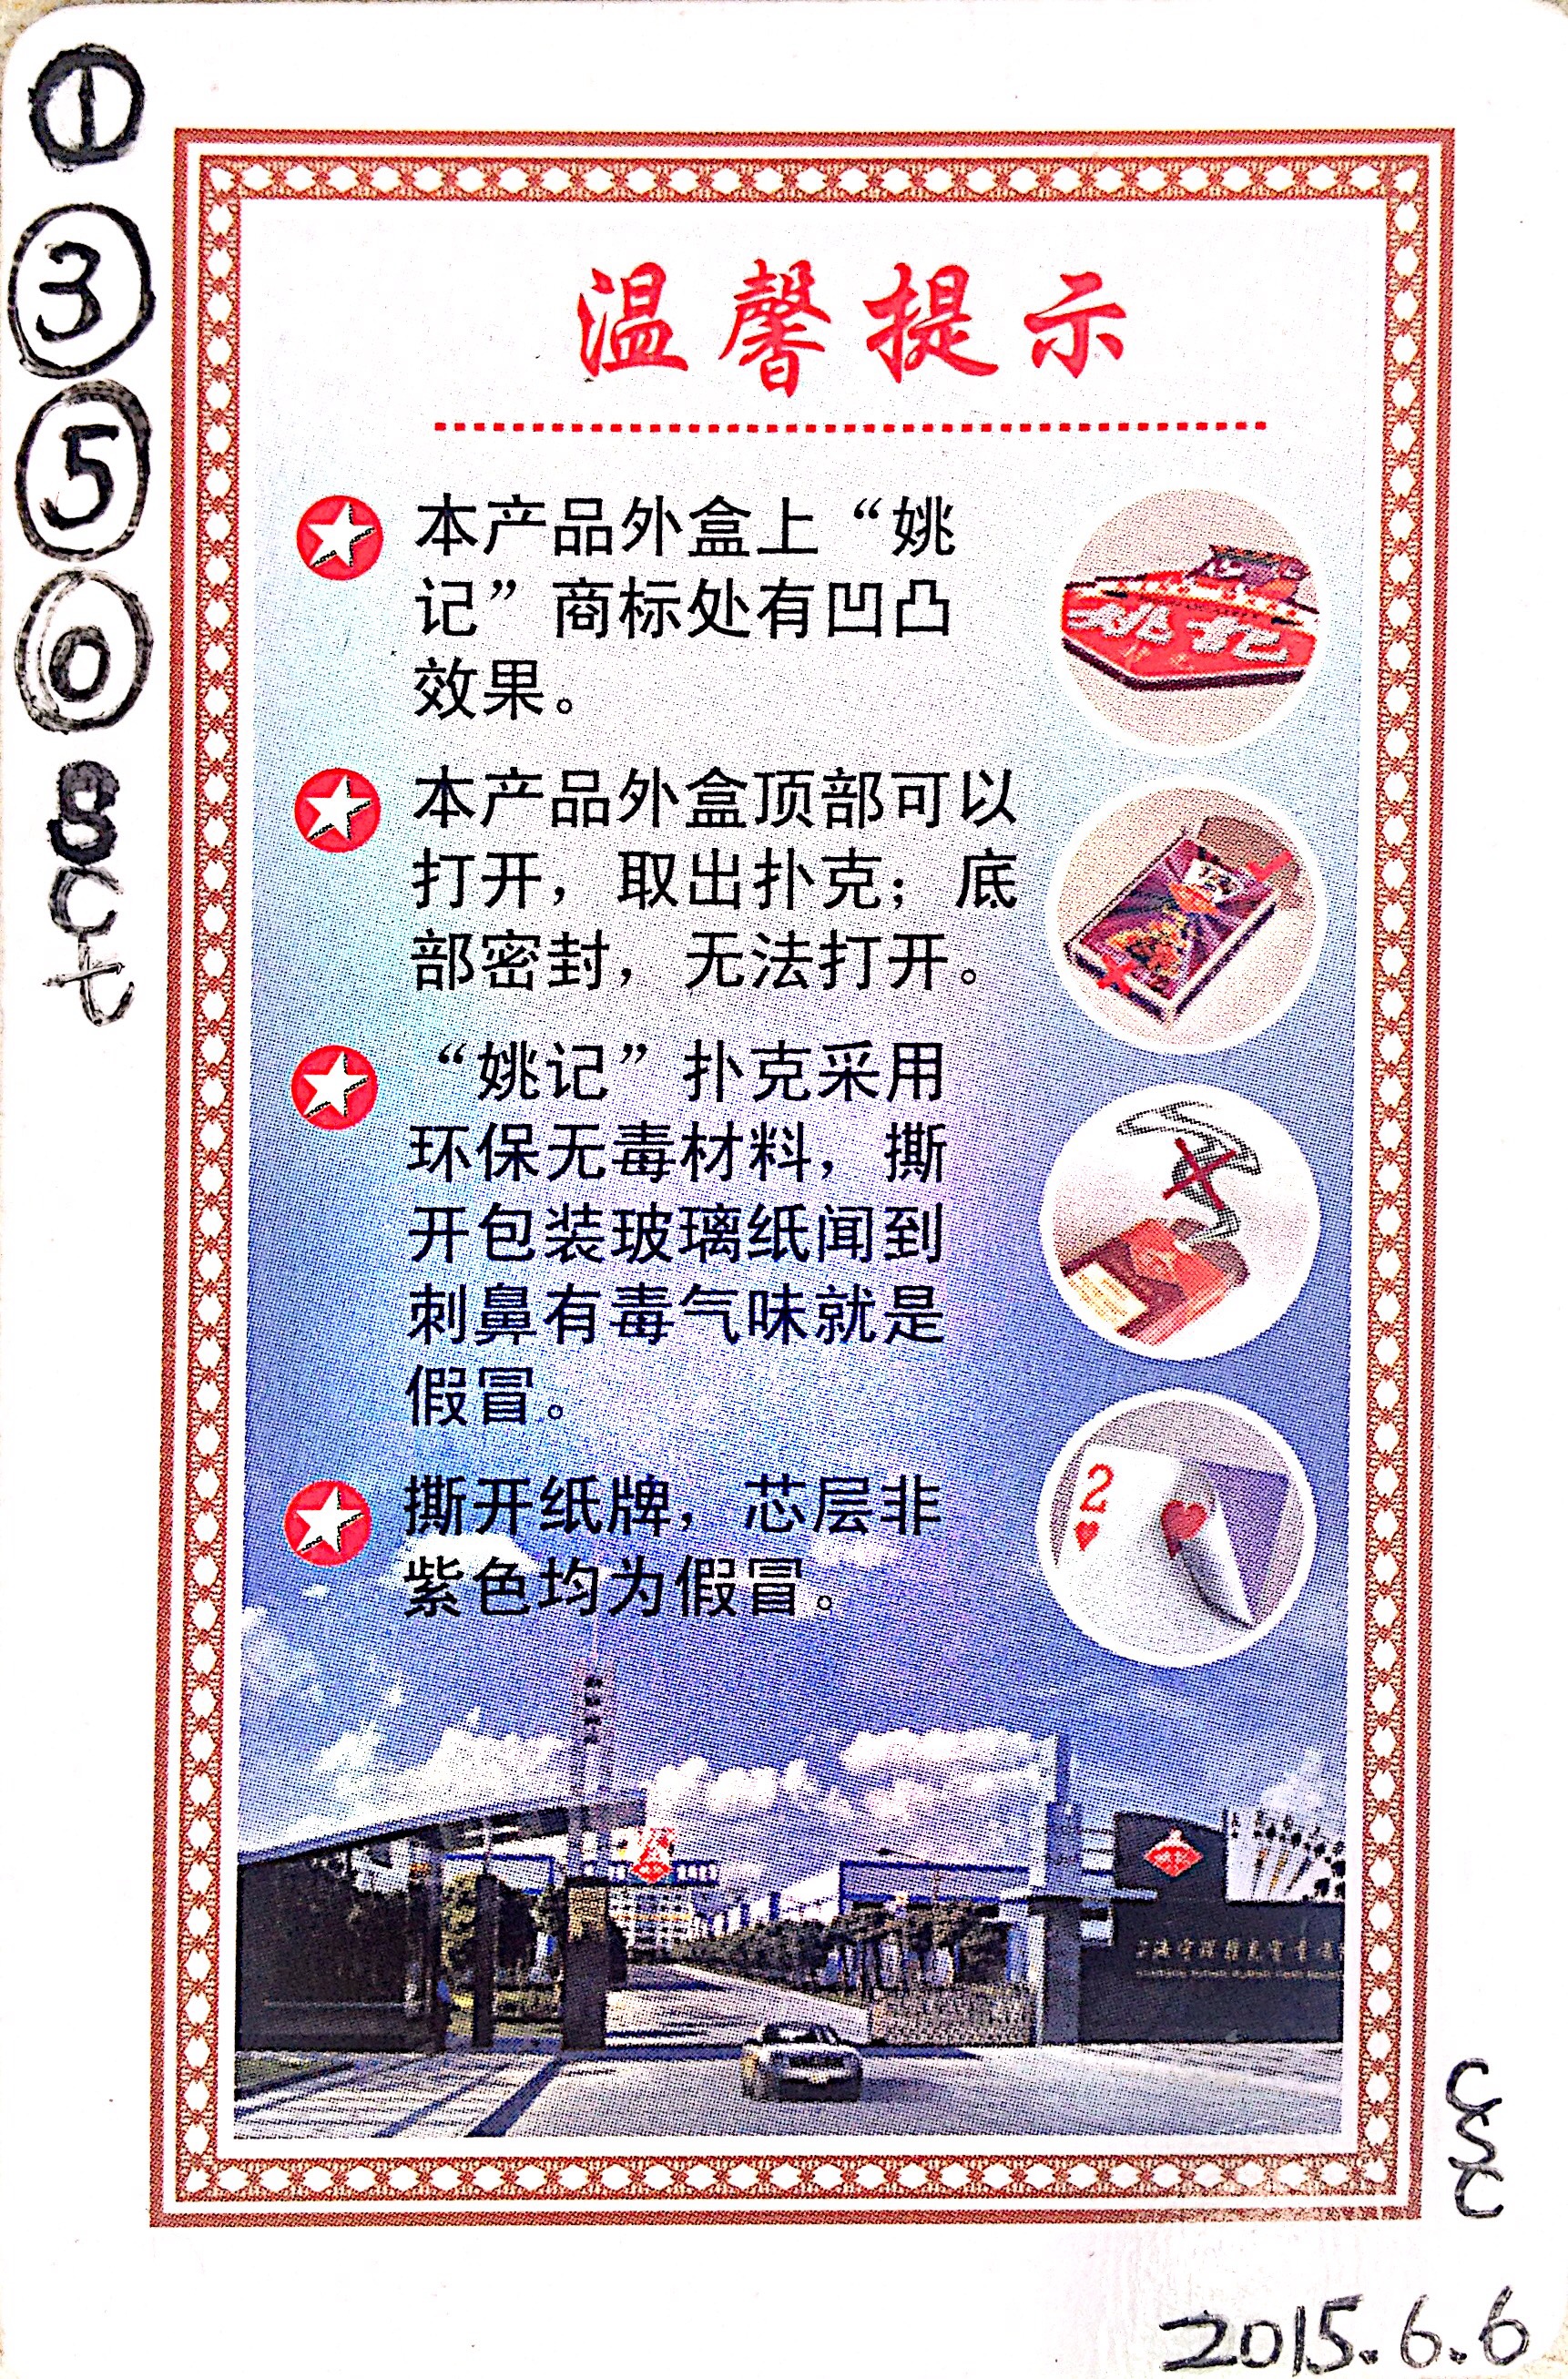 ①
③
⑤
⓪
8
C
七
温馨提示
本产品外盒上“姚
记”商标处有凹凸
效果。
姚记
本产品外盒顶部可以
打开，取出扑克；底
部密封，无法打开。
“姚记”扑克采用
环保无毒材料，撕
开包装玻璃纸闻到
刺鼻有毒气味就是
假冒。
2
撕开纸牌，芯层非
紫色均为假冒。
CSC
2015.6.6